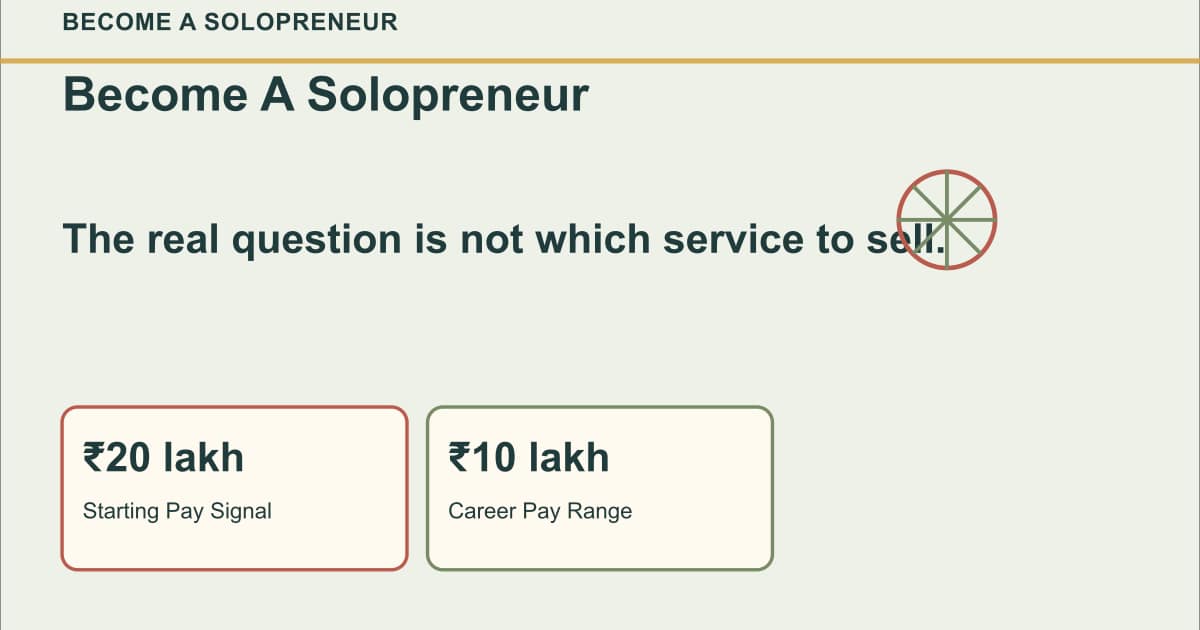 BECOME A SOLOPRENEUR
Become A Solopreneur
The real question is not which service to sell.
₹20 lakh
Starting Pay Signal
₹10 lakh
Career Pay Range